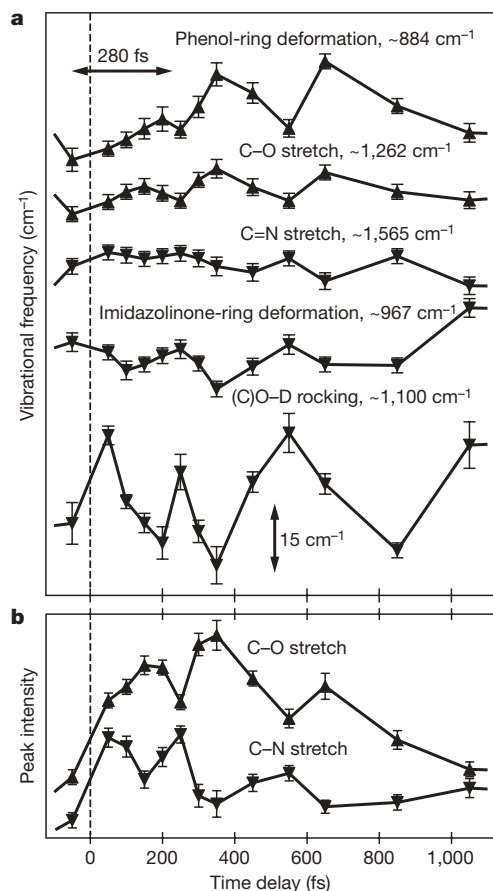 a
Phenol-ring deformation, ~884 cm⁻¹
280 fs
C–O stretch, ~1,262 cm⁻¹
C=N stretch, ~1,565 cm⁻¹
Imidazolinone-ring deformation, ~967 cm⁻¹
(C)O–D rocking, ~1,100 cm⁻¹
15 cm⁻¹
Vibrational frequency (cm⁻¹)
b
C–O stretch
C–N stretch
Peak intensity
0 200 400 600 800 1,000
Time delay (fs)